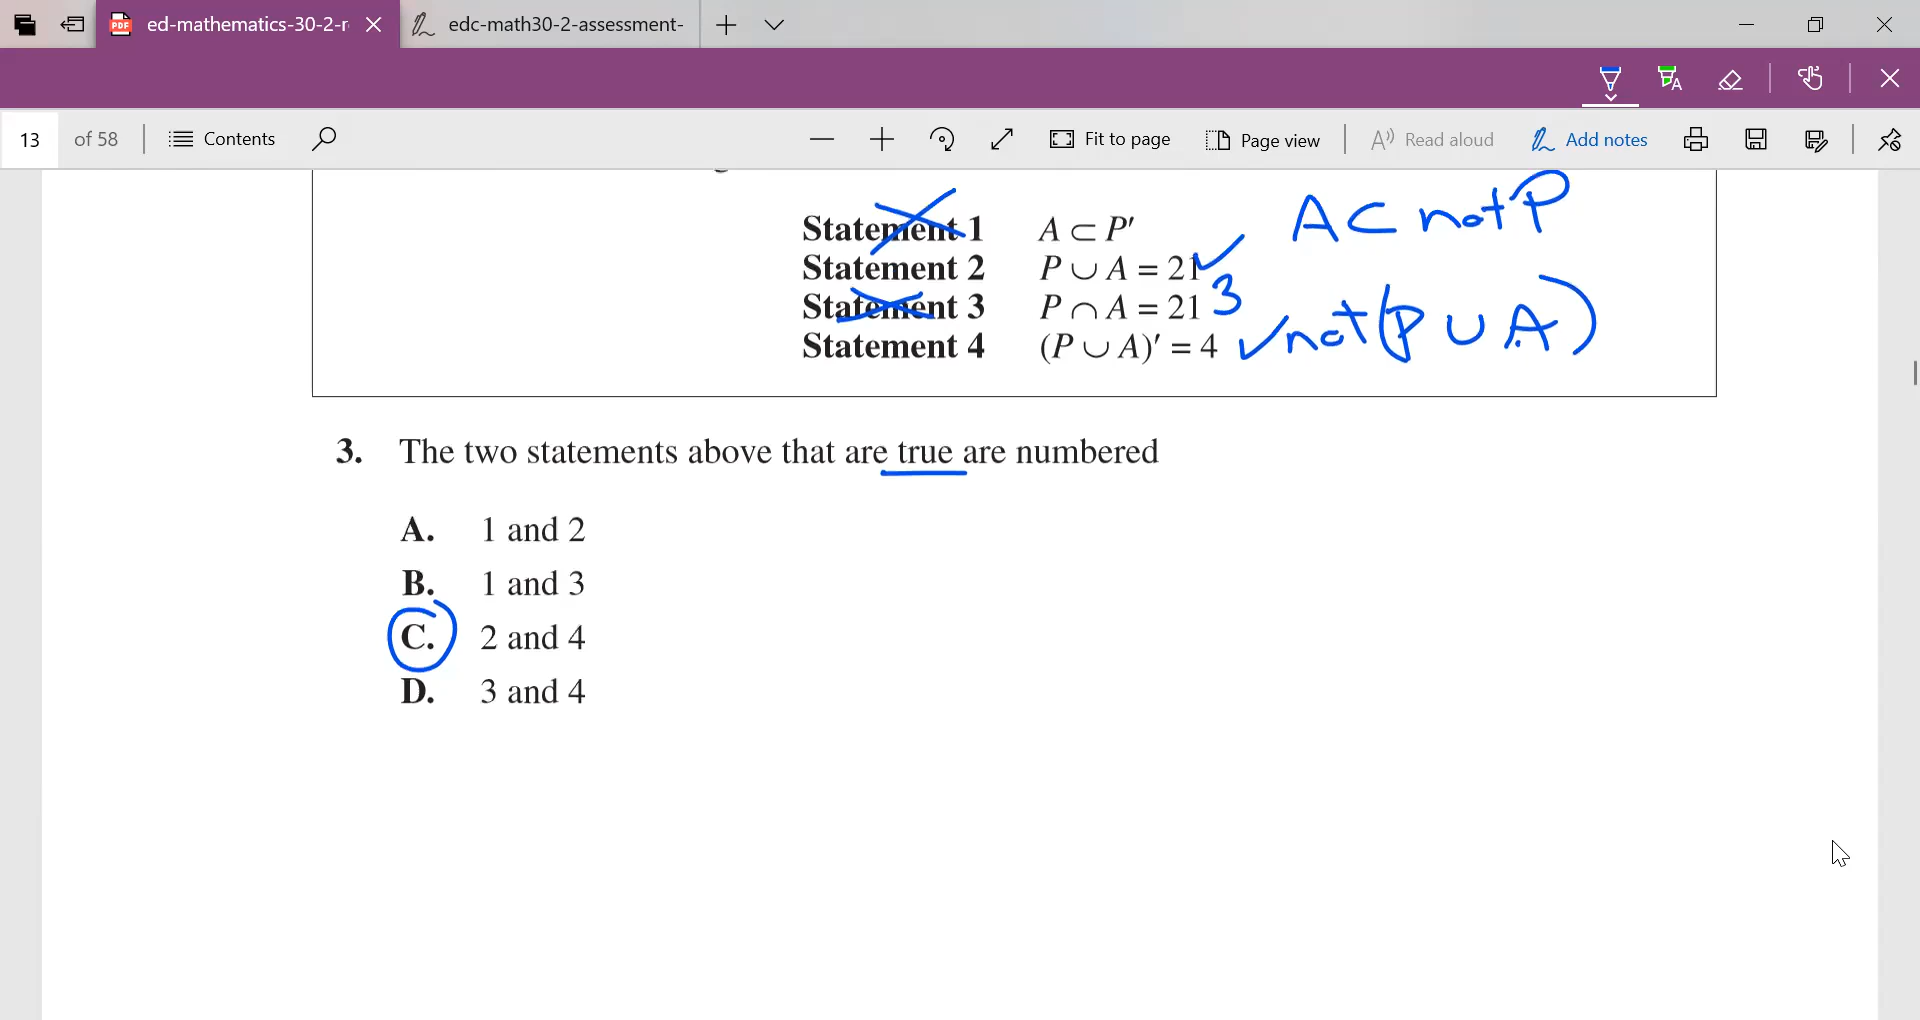 ed-mathematics-30-2-r edc-math30-2-assessment-
13 of 58 Contents Fit to page Page view Read aloud Add notes
Statement 1 A ⊂ P′ A ⊂ not P
Statement 2 P ∪ A = 21 ✓
Statement 3 P ∩ A = 21 3
Statement 4 (P ∪ A)′ = 4 ✓ not (P ∪ A)
3. The two statements above that are true are numbered
A. 1 and 2
B. 1 and 3
C. 2 and 4
D. 3 and 4